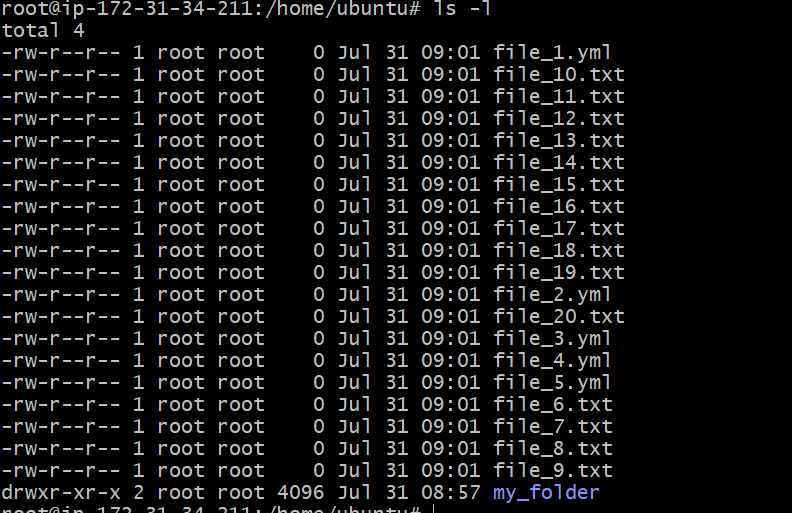 root@ip-172-31-34-211:/home/ubuntu# ls -l
total 4
-rw-r--r-- 1 root root    0 Jul 31 09:01 file_1.yml
-rw-r--r-- 1 root root    0 Jul 31 09:01 file_10.txt
-rw-r--r-- 1 root root    0 Jul 31 09:01 file_11.txt
-rw-r--r-- 1 root root    0 Jul 31 09:01 file_12.txt
-rw-r--r-- 1 root root    0 Jul 31 09:01 file_13.txt
-rw-r--r-- 1 root root    0 Jul 31 09:01 file_14.txt
-rw-r--r-- 1 root root    0 Jul 31 09:01 file_15.txt
-rw-r--r-- 1 root root    0 Jul 31 09:01 file_16.txt
-rw-r--r-- 1 root root    0 Jul 31 09:01 file_17.txt
-rw-r--r-- 1 root root    0 Jul 31 09:01 file_18.txt
-rw-r--r-- 1 root root    0 Jul 31 09:01 file_19.txt
-rw-r--r-- 1 root root    0 Jul 31 09:01 file_2.yml
-rw-r--r-- 1 root root    0 Jul 31 09:01 file_20.txt
-rw-r--r-- 1 root root    0 Jul 31 09:01 file_3.yml
-rw-r--r-- 1 root root    0 Jul 31 09:01 file_4.yml
-rw-r--r-- 1 root root    0 Jul 31 09:01 file_5.yml
-rw-r--r-- 1 root root    0 Jul 31 09:01 file_6.txt
-rw-r--r-- 1 root root    0 Jul 31 09:01 file_7.txt
-rw-r--r-- 1 root root    0 Jul 31 09:01 file_8.txt
-rw-r--r-- 1 root root    0 Jul 31 09:01 file_9.txt
drwxr-xr-x 2 root root 4096 Jul 31 08:57 my_folder
root@ip-172-31-34-211:/home/ubuntu#